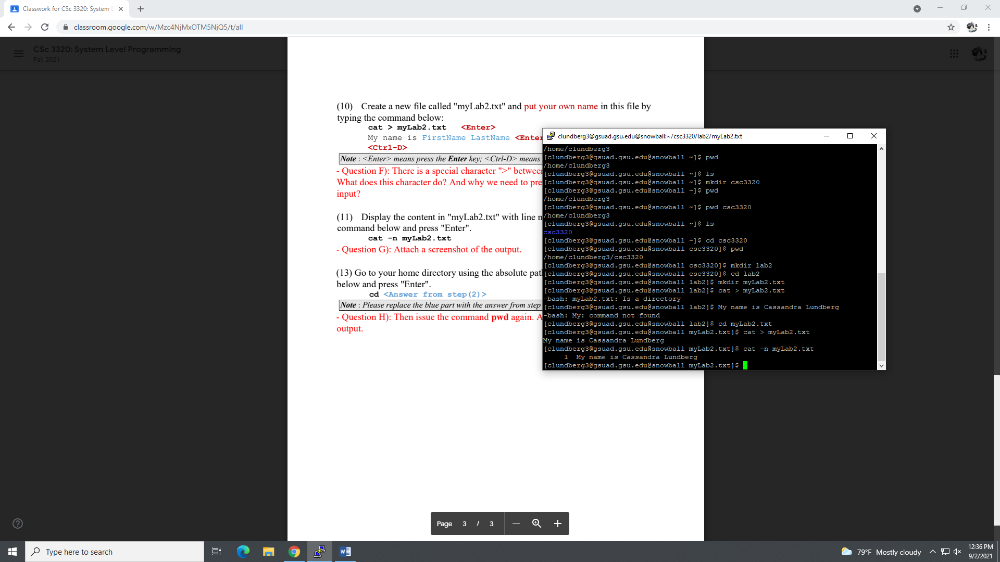 Classwork for CSc 3320: System L
classroom.google.com/w/Mzc4NjMxOTM5NjQ5/t/all
CSc 3320: System Level Programming
Fall 2021
(10) Create a new file called "myLab2.txt" and put your own name in this file by
typing the command below:
cat > myLab2.txt <Enter>
My name is FirstName LastName <Enter
<Ctrl-D>
Note : <Enter> means press the Enter key; <Ctrl-D> means
- Question F): There is a special character ">" between
What does this character do? And why we need to pre
input?
(11) Display the content in "myLab2.txt" with line n
command below and press "Enter".
cat -n myLab2.txt
- Question G): Attach a screenshot of the output.
(13) Go to your home directory using the absolute path
below and press "Enter".
cd <Answer from step(2)>
Note : Please replace the blue part with the answer from step
- Question H): Then issue the command pwd again. A
output.
clundberg3@gsuad.gsu.edu@snowball:~/csc3320/lab2/myLab2.txt
/home/clundberg3
[clundberg3@gsuad.gsu.edu@snowball ~]$ pwd
/home/clundberg3
[clundberg3@gsuad.gsu.edu@snowball ~]$ ls
[clundberg3@gsuad.gsu.edu@snowball ~]$ mkdir csc3320
[clundberg3@gsuad.gsu.edu@snowball ~]$ pwd
/home/clundberg3
[clundberg3@gsuad.gsu.edu@snowball ~]$ pwd csc3320
/home/clundberg3
[clundberg3@gsuad.gsu.edu@snowball ~]$ ls
csc3320
[clundberg3@gsuad.gsu.edu@snowball ~]$ cd csc3320
[clundberg3@gsuad.gsu.edu@snowball csc3320]$ pwd
/home/clundberg3/csc3320
[clundberg3@gsuad.gsu.edu@snowball csc3320]$ mkdir lab2
[clundberg3@gsuad.gsu.edu@snowball csc3320]$ cd lab2
[clundberg3@gsuad.gsu.edu@snowball lab2]$ mkdir myLab2.txt
[clundberg3@gsuad.gsu.edu@snowball lab2]$ cat > myLab2.txt
-bash: myLab2.txt: Is a directory
[clundberg3@gsuad.gsu.edu@snowball lab2]$ My name is Cassandra Lundberg
-bash: My: command not found
[clundberg3@gsuad.gsu.edu@snowball lab2]$ cd myLab2.txt
[clundberg3@gsuad.gsu.edu@snowball myLab2.txt]$ cat > myLab2.txt
My name is Cassandra Lundberg
[clundberg3@gsuad.gsu.edu@snowball myLab2.txt]$ cat -n myLab2.txt
1 My name is Cassandra Lundberg
[clundberg3@gsuad.gsu.edu@snowball myLab2.txt]$
Page 3 / 3
Type here to search
79°F Mostly cloudy
12:36 PM
9/2/2021